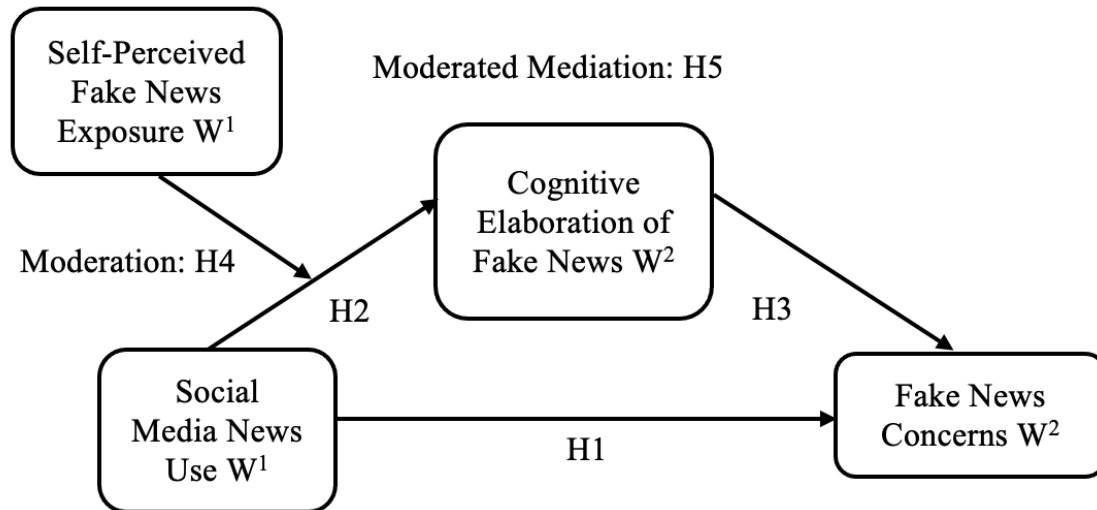 Self-Perceived
Fake News
Exposure W¹
Moderated Mediation: H5
Cognitive
Elaboration of
Fake News W²
Moderation: H4
H2
H3
Social
Media News
Use W¹
H1
Fake News
Concerns W²